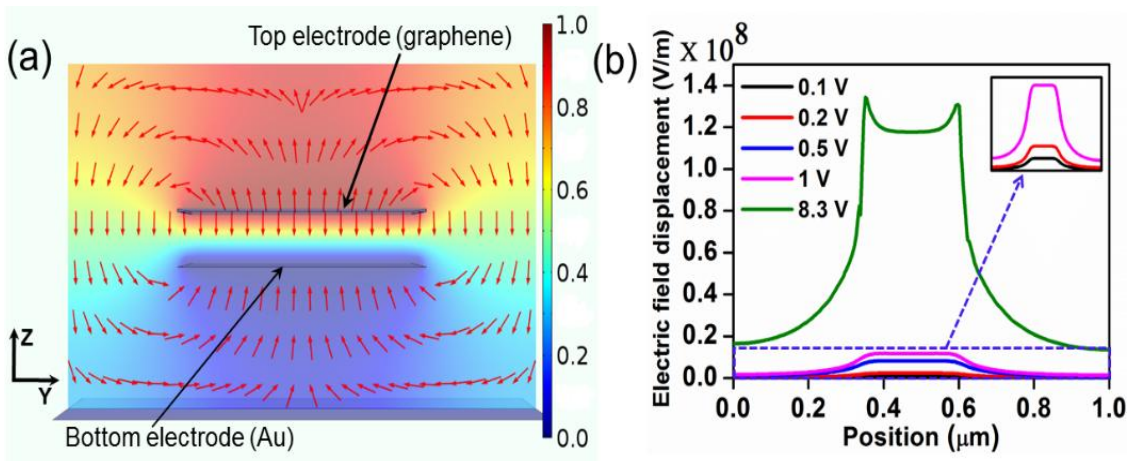 (a)
Top electrode (graphene)
1.0
0.8
0.6
0.4
0.2
0.0
Z
Y
Bottom electrode (Au)
(b)
x 10⁸
Electric field displacement (V/m)
1.4
1.2
1.0
0.8
0.6
0.4
0.2
0.0
0.1 V
0.2 V
0.5 V
1 V
8.3 V
0.0 0.2 0.4 0.6 0.8 1.0
Position (μm)